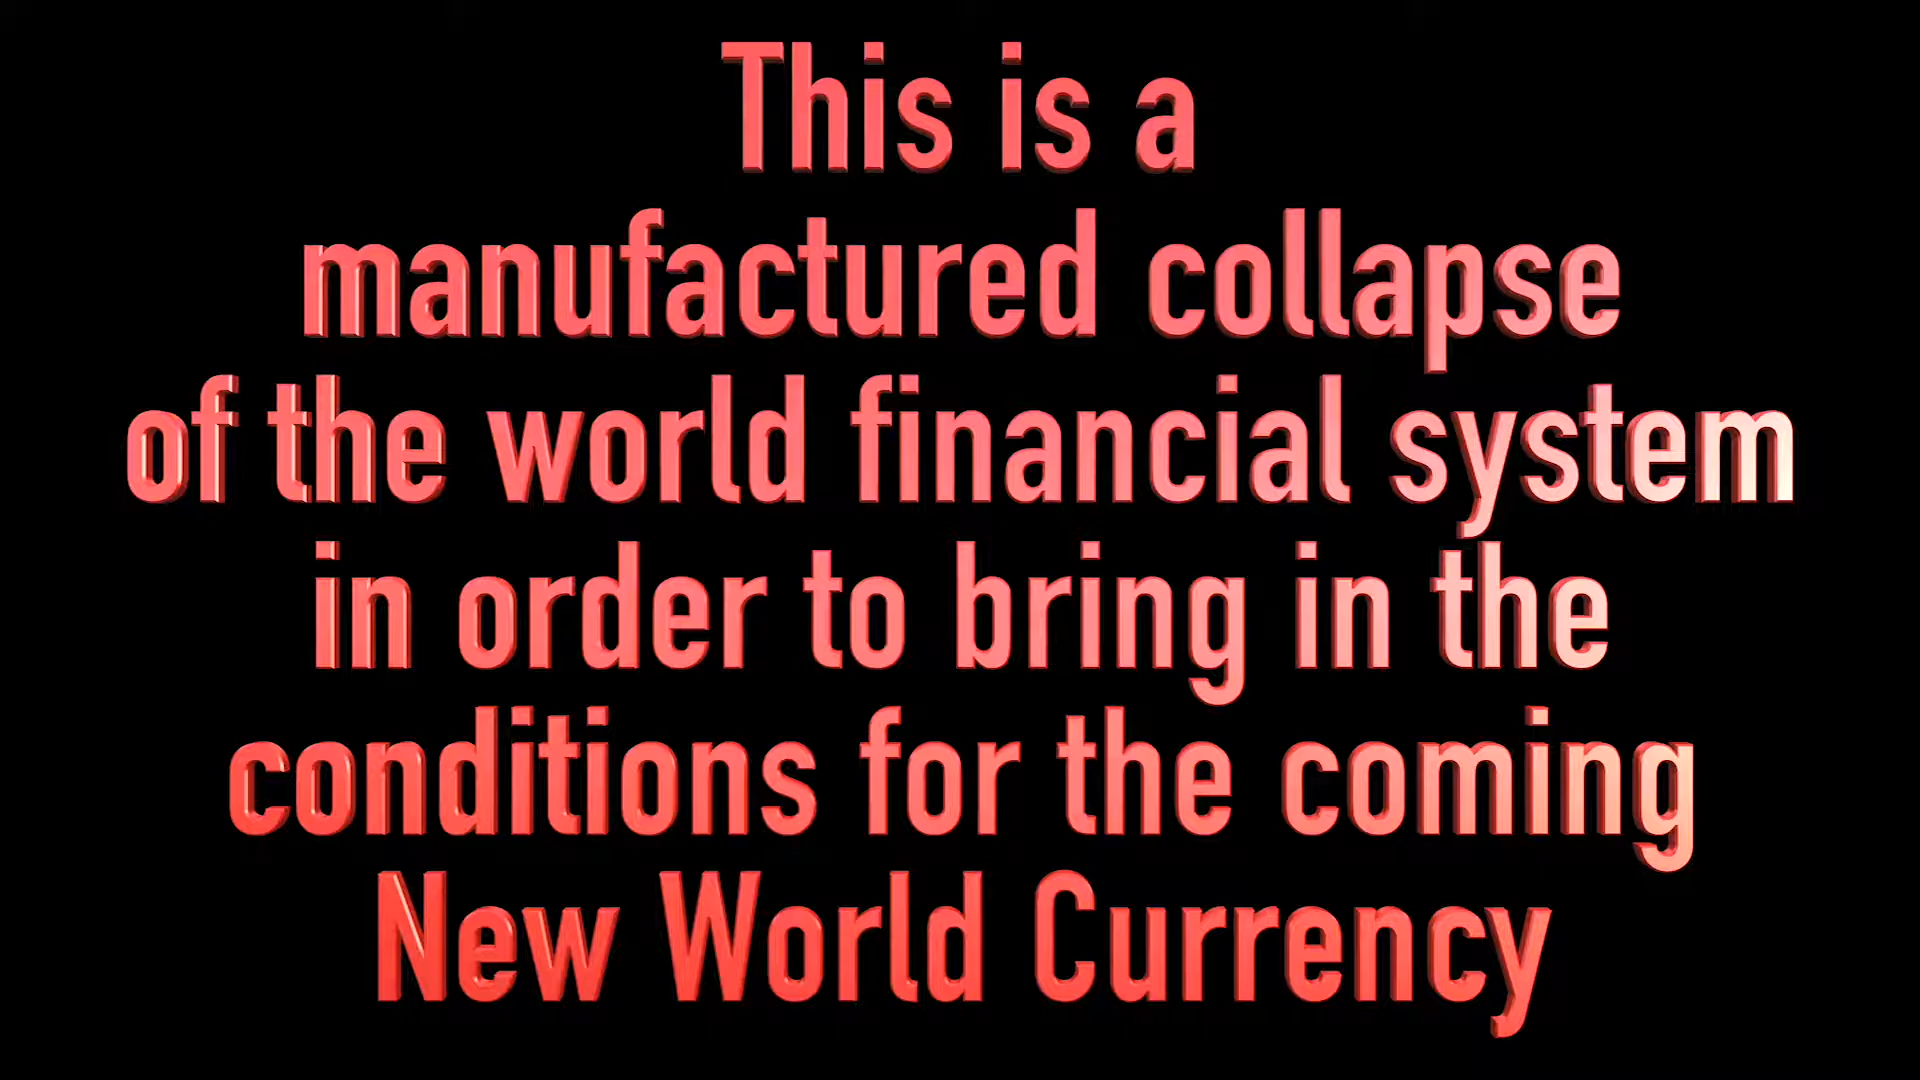 This is a
manufactured collapse
of the world financial system
in order to bring in the
conditions for the coming
New World Currency